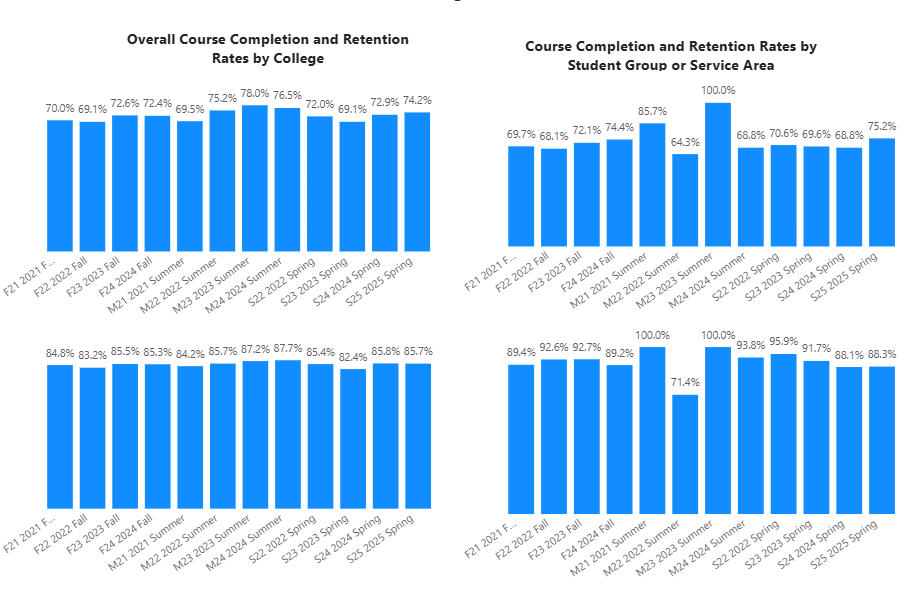 Overall Course Completion and Retention
Rates by College
70.0% 69.1% 72.6% 72.4% 69.5% 75.2% 78.0% 76.5% 72.0% 69.1% 72.9% 74.2%
F21 2021 F... F22 2022 Fall F23 2023 Fall F24 2024 Fall M21 2021 Summer M22 2022 Summer M23 2023 Summer M24 2024 Summer S22 2022 Spring S23 2023 Spring S24 2024 Spring S25 2025 Spring
Course Completion and Retention Rates by
Student Group or Service Area
69.7% 68.1% 72.1% 74.4% 85.7% 64.3% 100.0% 68.8% 70.6% 69.6% 68.8% 75.2%
F21 2021 F... F22 2022 Fall F23 2023 Fall F24 2024 Fall M21 2021 Summer M22 2022 Summer M23 2023 Summer M24 2024 Summer S22 2022 Spring S23 2023 Spring S24 2024 Spring S25 2025 Spring
84.8% 83.2% 85.5% 85.3% 84.2% 85.7% 87.2% 87.7% 85.4% 82.4% 85.8% 85.7%
F21 2021 F... F22 2022 Fall F23 2023 Fall F24 2024 Fall M21 2021 Summer M22 2022 Summer M23 2023 Summer M24 2024 Summer S22 2022 Spring S23 2023 Spring S24 2024 Spring S25 2025 Spring
89.4% 92.6% 92.7% 89.2% 100.0% 71.4% 100.0% 93.8% 95.9% 91.7% 88.1% 88.3%
F21 2021 F... F22 2022 Fall F23 2023 Fall F24 2024 Fall M21 2021 Summer M22 2022 Summer M23 2023 Summer M24 2024 Summer S22 2022 Spring S23 2023 Spring S24 2024 Spring S25 2025 Spring